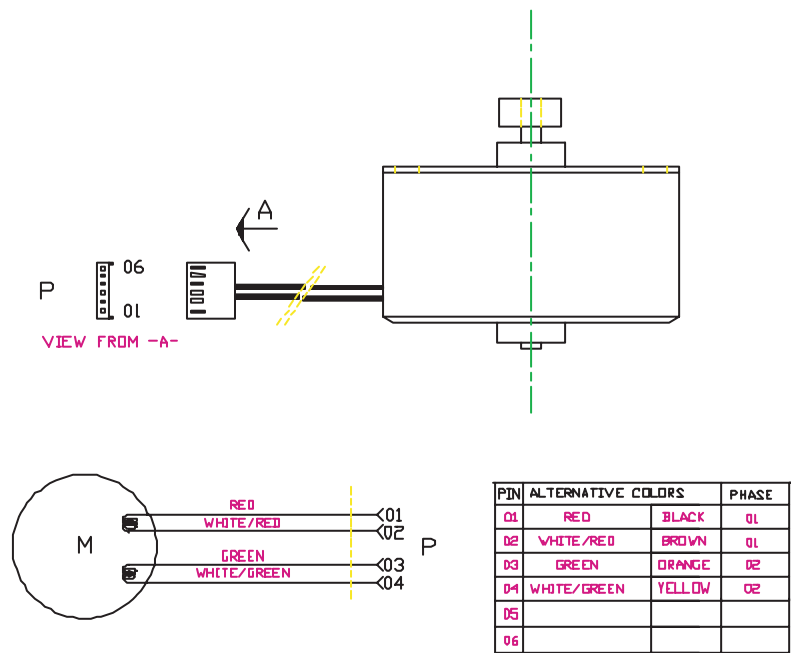 A
P
06
01
VIEW FROM -A-
RED
WHITE/RED
GREEN
WHITE/GREEN
M
01
02
03
04
P
PIN ALTERNATIVE COLORS PHASE
01 RED BLACK 01
02 WHITE/RED BROWN 01
03 GREEN ORANGE 02
04 WHITE/GREEN YELLOW 02
05
06